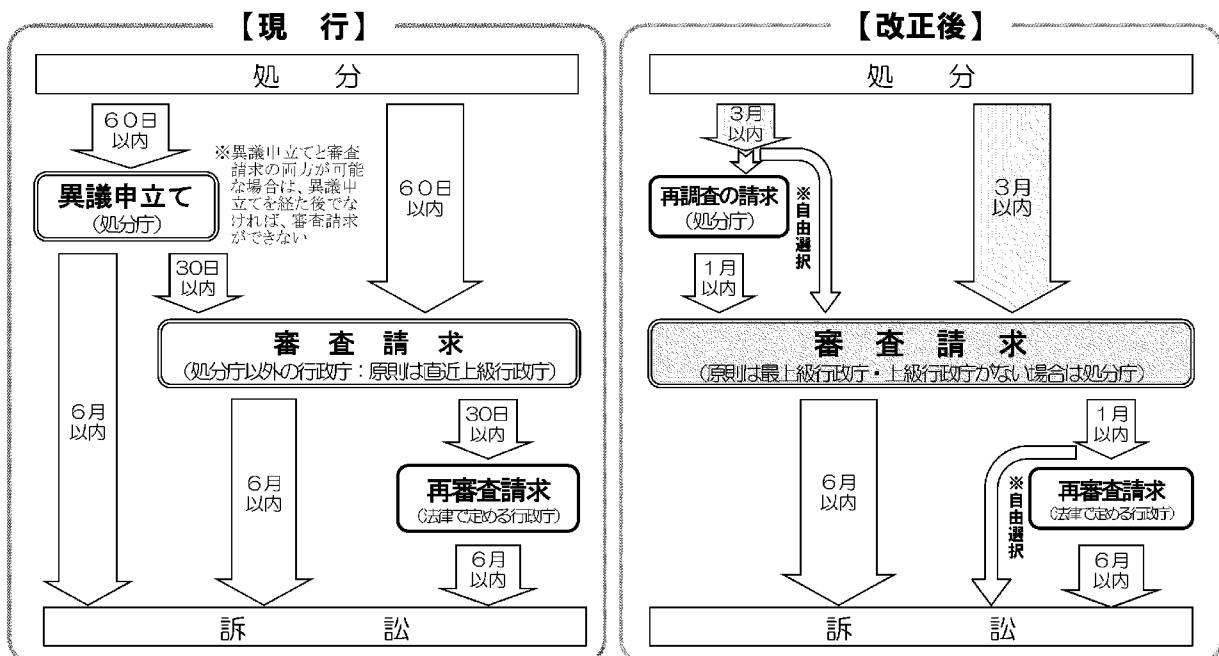 【現　行】
処　分
60日
以内
※異議申立てと審査
請求の両方が可能
な場合は、異議申
立てを経た後でな
ければ、審査請求
ができない
60日
以内
異議申立て
(処分庁)
30日
以内
審　査　請　求
(処分庁以外の行政庁：原則は直近上級行政庁)
6月
以内
6月
以内
30日
以内
再審査請求
(法律で定める行政庁)
6月
以内
訴　訟
【改正後】
処　分
3月
以内
再調査の請求
(処分庁)
※自由選択
3月
以内
1月
以内
審　査　請　求
(原則は最上級行政庁・上級行政庁がない場合は処分庁)
6月
以内
1月
以内
※自由選択
再審査請求
(法律で定める行政庁)
6月
以内
訴　訟